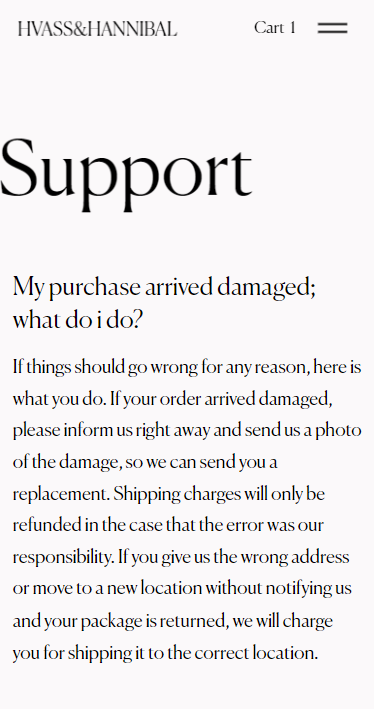 HVASS&HANNIBAL
Cart 1
Support
My purchase arrived damaged;
what do i do?
If things should go wrong for any reason, here is
what you do. If your order arrived damaged,
please inform us right away and send us a photo
of the damage, so we can send you a
replacement. Shipping charges will only be
refunded in the case that the error was our
responsibility. If you give us the wrong address
or move to a new location without notifying us
and your package is returned, we will charge
you for shipping it to the correct location.